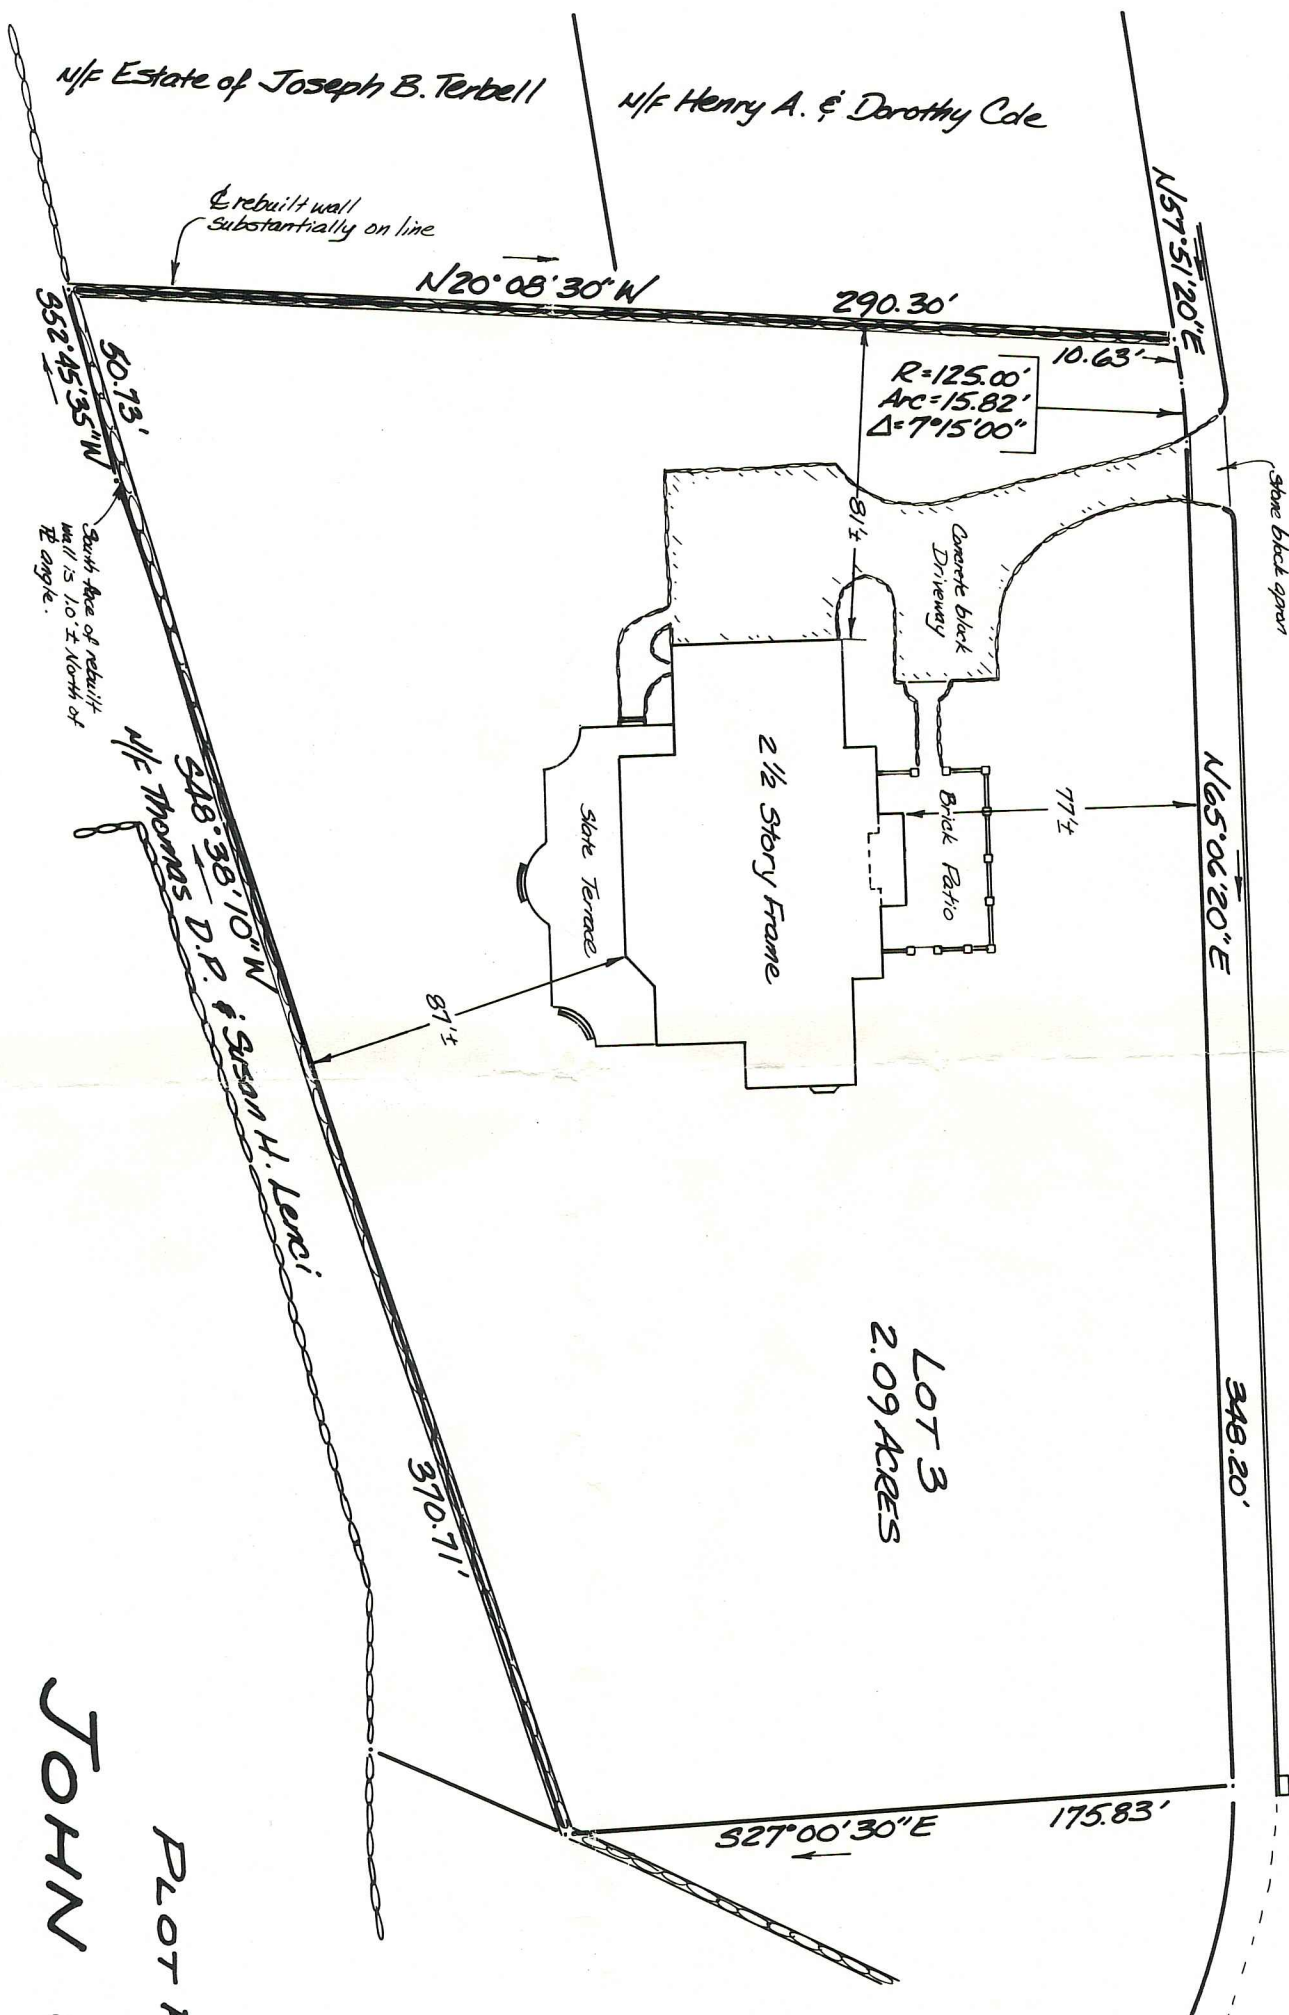 N/F Estate of Joseph B. Terbell
N/F Henry A. & Dorothy Cole
℄ rebuilt wall
substantially on line
N20°08'30"W
290.30'
N57°51'20"E
10.63'
R=125.00'
Arc=15.82'
Δ=7°15'00"
Stone block apron
S52°45'35"W
50.73'
South face of rebuilt
wall is 1.0'± North of
℄ angle.
81'±
Concrete block
Driveway
2 1/2 Story Frame
Brick Patio
Slate Terrace
77'±
N65°06'20"E
348.20'
S48°38'10"W
370.71'
N/F Thomas D.P. & Susan H. Lenci
87'±
LOT 3
2.09 ACRES
S27°00'30"E
175.83'
PLOT
JOHN